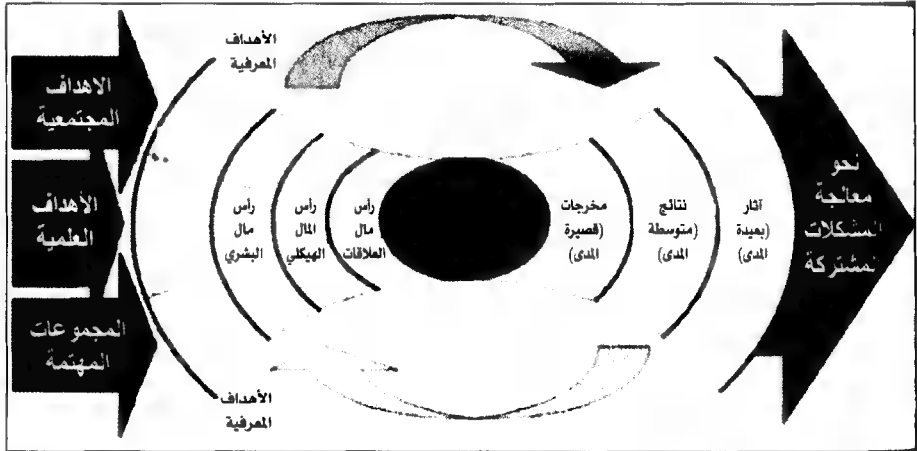 الأهداف
المعرفية
الاهداف
المجتمعية
الأهداف
العلمية
المجموعات
المهتمة
رأس
مال
البشري
رأس
المال
الهيكلي
رأس
مال
العلاقات
مخرجات
(قصيرة
المدى)
نتائج
(متوسطة
المدى)
آثار
(بعيدة
المدى)
نحو
معالجة
المشكلات
المشتركة
الأهداف
المعرفية